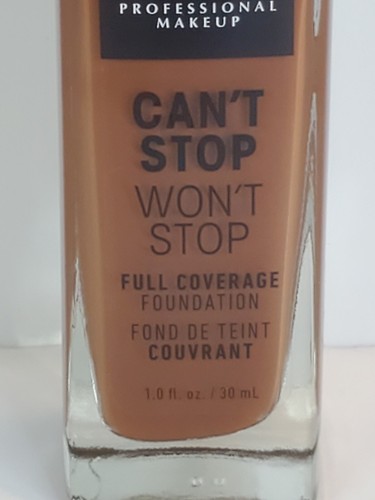 PROFESSIONAL
MAKEUP
CAN'T
STOP
WON'T
STOP
FULL COVERAGE
FOUNDATION
FOND DE TEINT
COUVRANT
1.0 fl. oz. / 30 mL